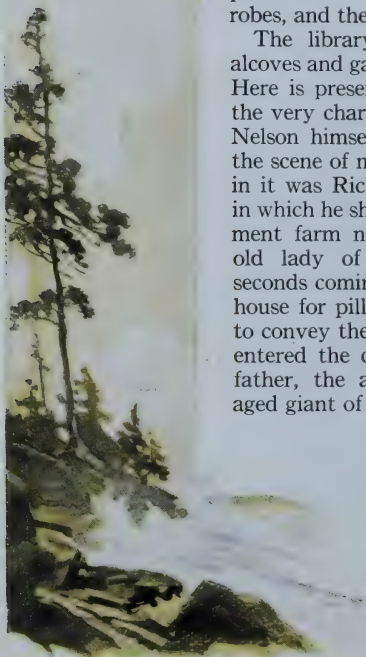 robes, and the
The library
alcoves and ga
Here is prese
the very char
Nelson himse
the scene of n
in it was Ric
in which he sh
ment farm n
old lady of
seconds comin
house for pill
to convey the
entered the c
father, the a
aged giant of